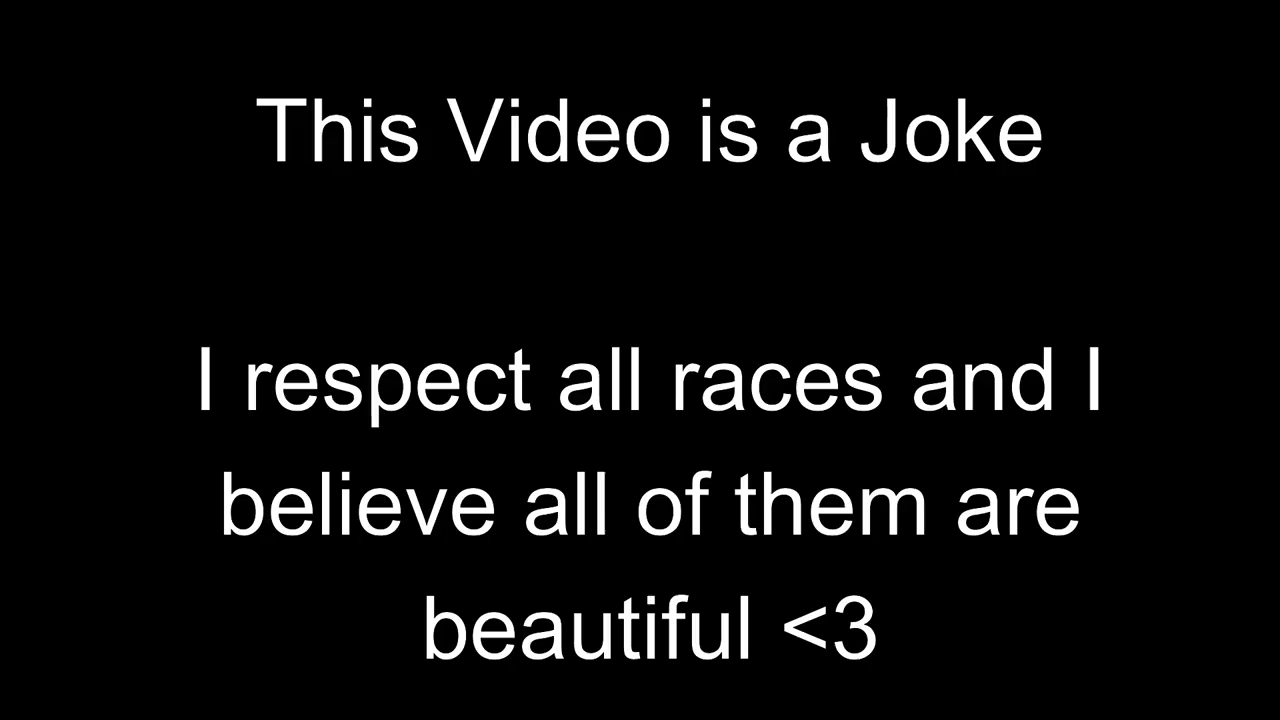 This Video is a Joke
I respect all races and I
believe all of them are
beautiful <3